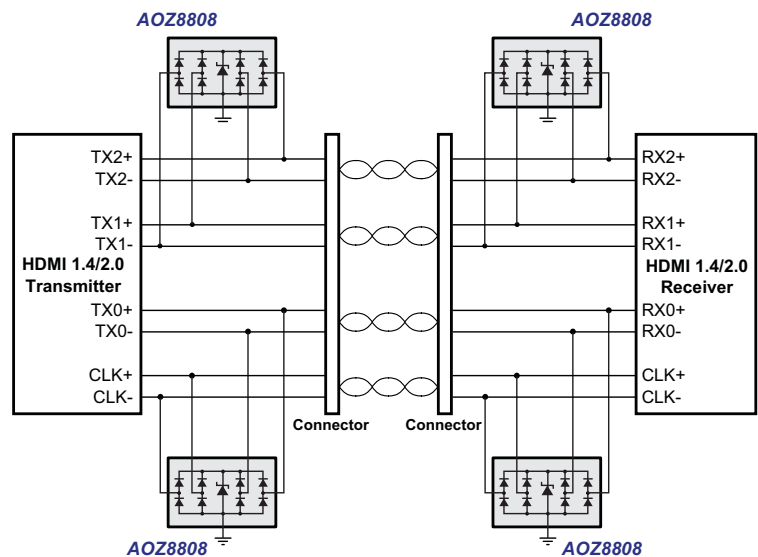 AOZ8808
AOZ8808
TX2+
TX2-
TX1+
TX1-
HDMI 1.4/2.0
Transmitter
TX0+
TX0-
CLK+
CLK-
RX2+
RX2-
RX1+
RX1-
HDMI 1.4/2.0
Receiver
RX0+
RX0-
CLK+
CLK-
Connector
Connector
AOZ8808
AOZ8808